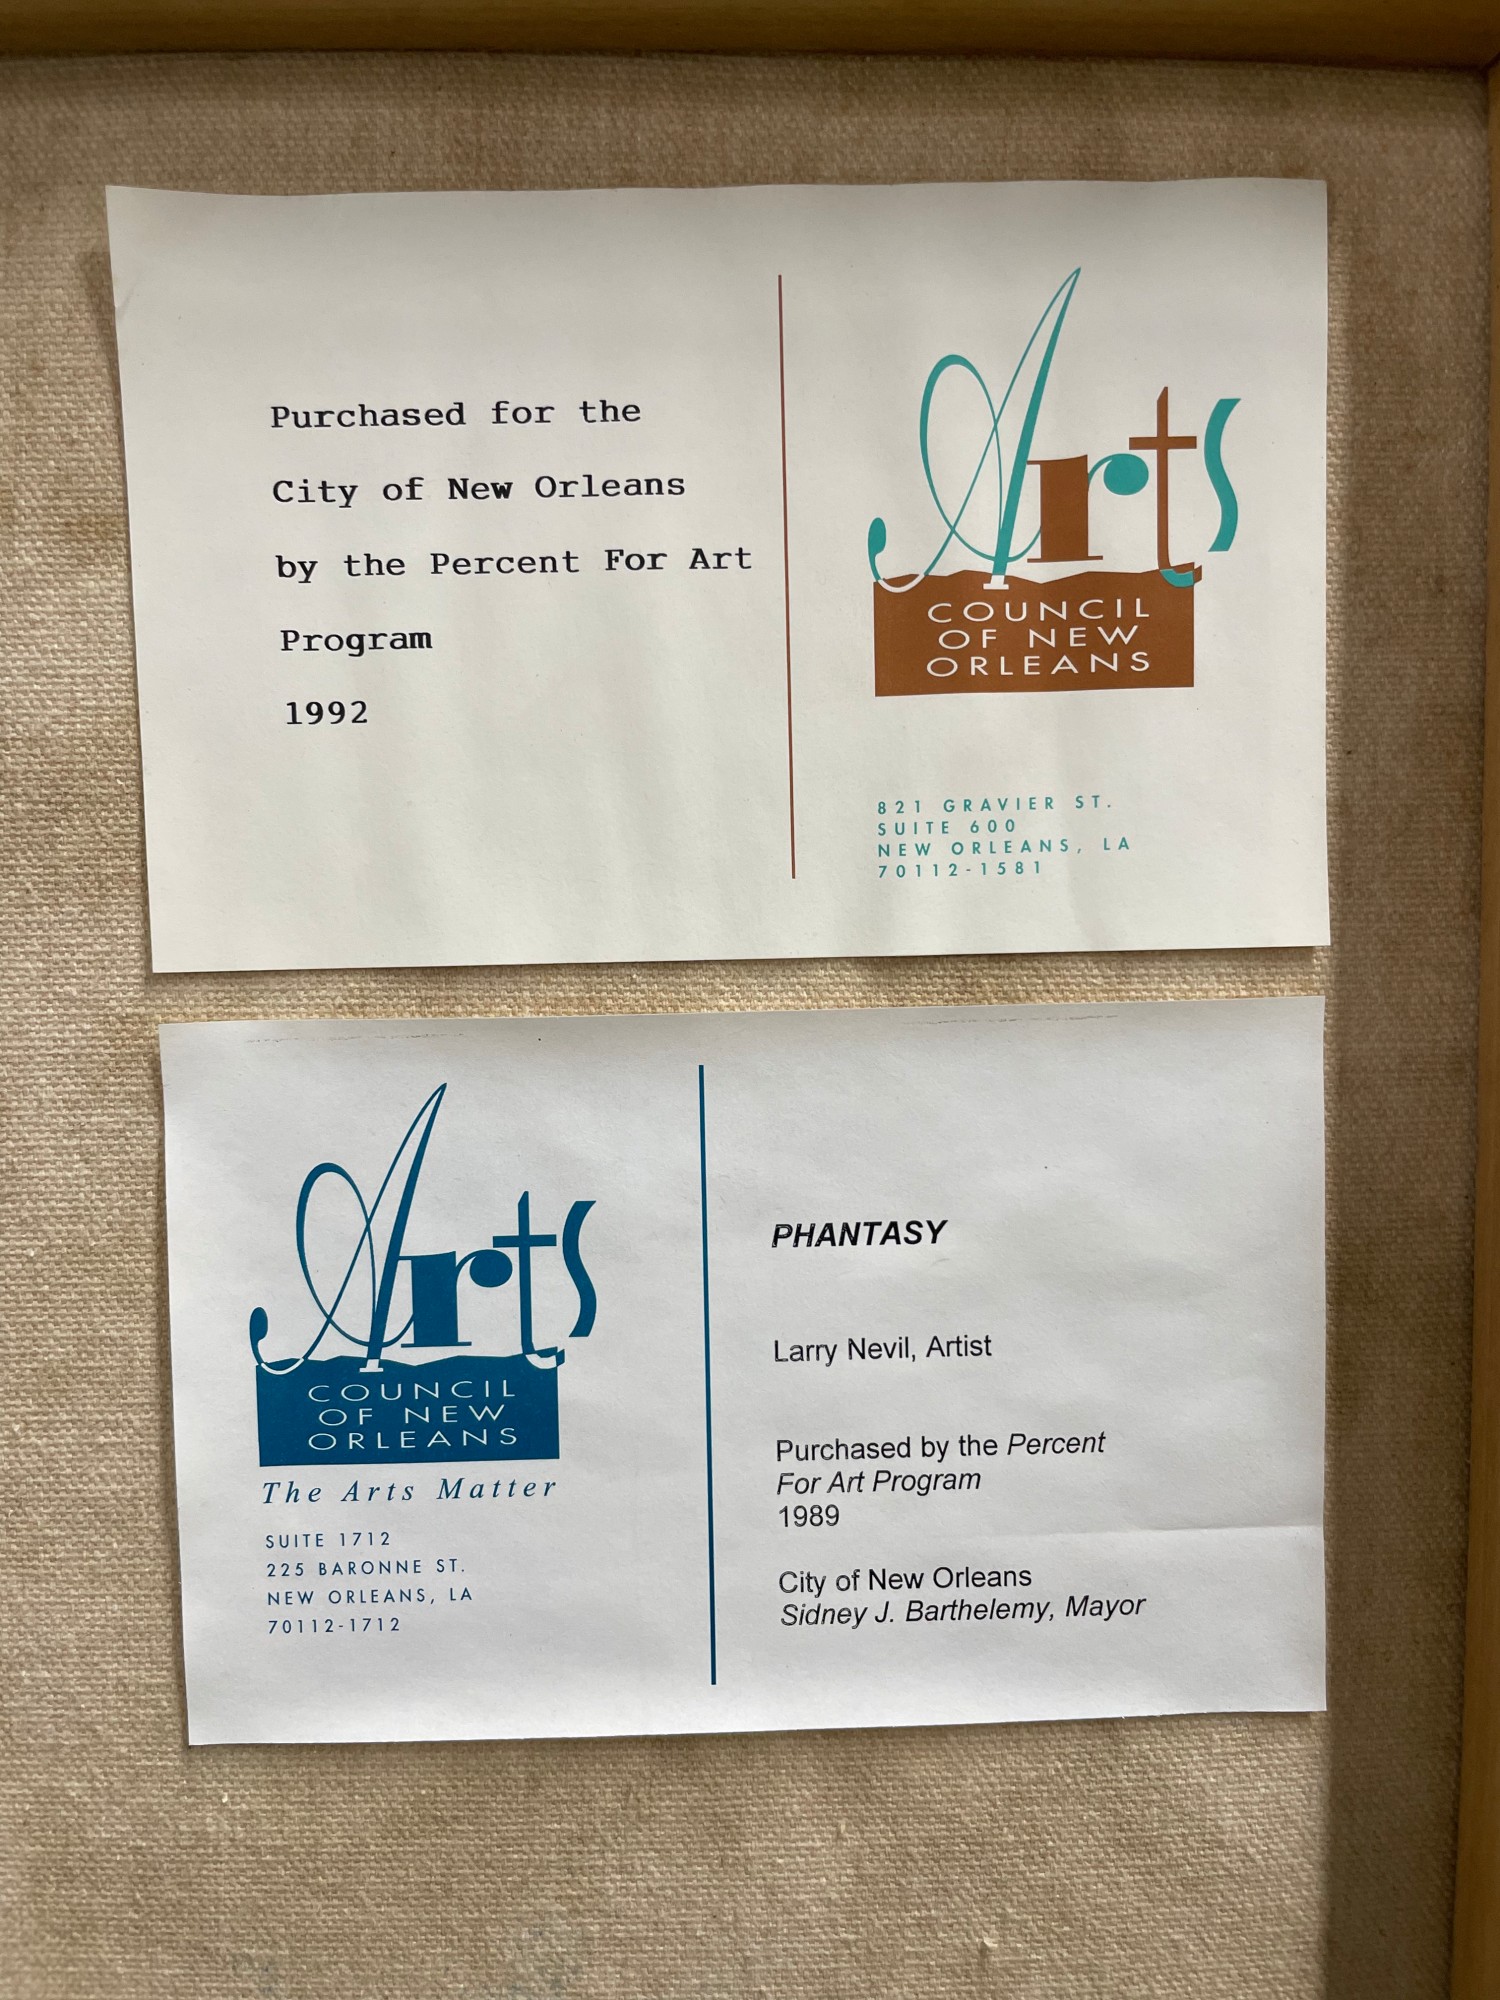 Purchased for the
City of New Orleans
by the Percent For Art
Program
1992
Arts
COUNCIL
OF NEW
ORLEANS
821 GRAVIER ST.
SUITE 600
NEW ORLEANS, LA
70112-1581
Arts
COUNCIL
OF NEW
ORLEANS
The Arts Matter
SUITE 1712
225 BARONNE ST.
NEW ORLEANS, LA
70112-1712
PHANTASY
Larry Nevil, Artist
Purchased by the Percent
For Art Program
1989
City of New Orleans
Sidney J. Barthelemy, Mayor